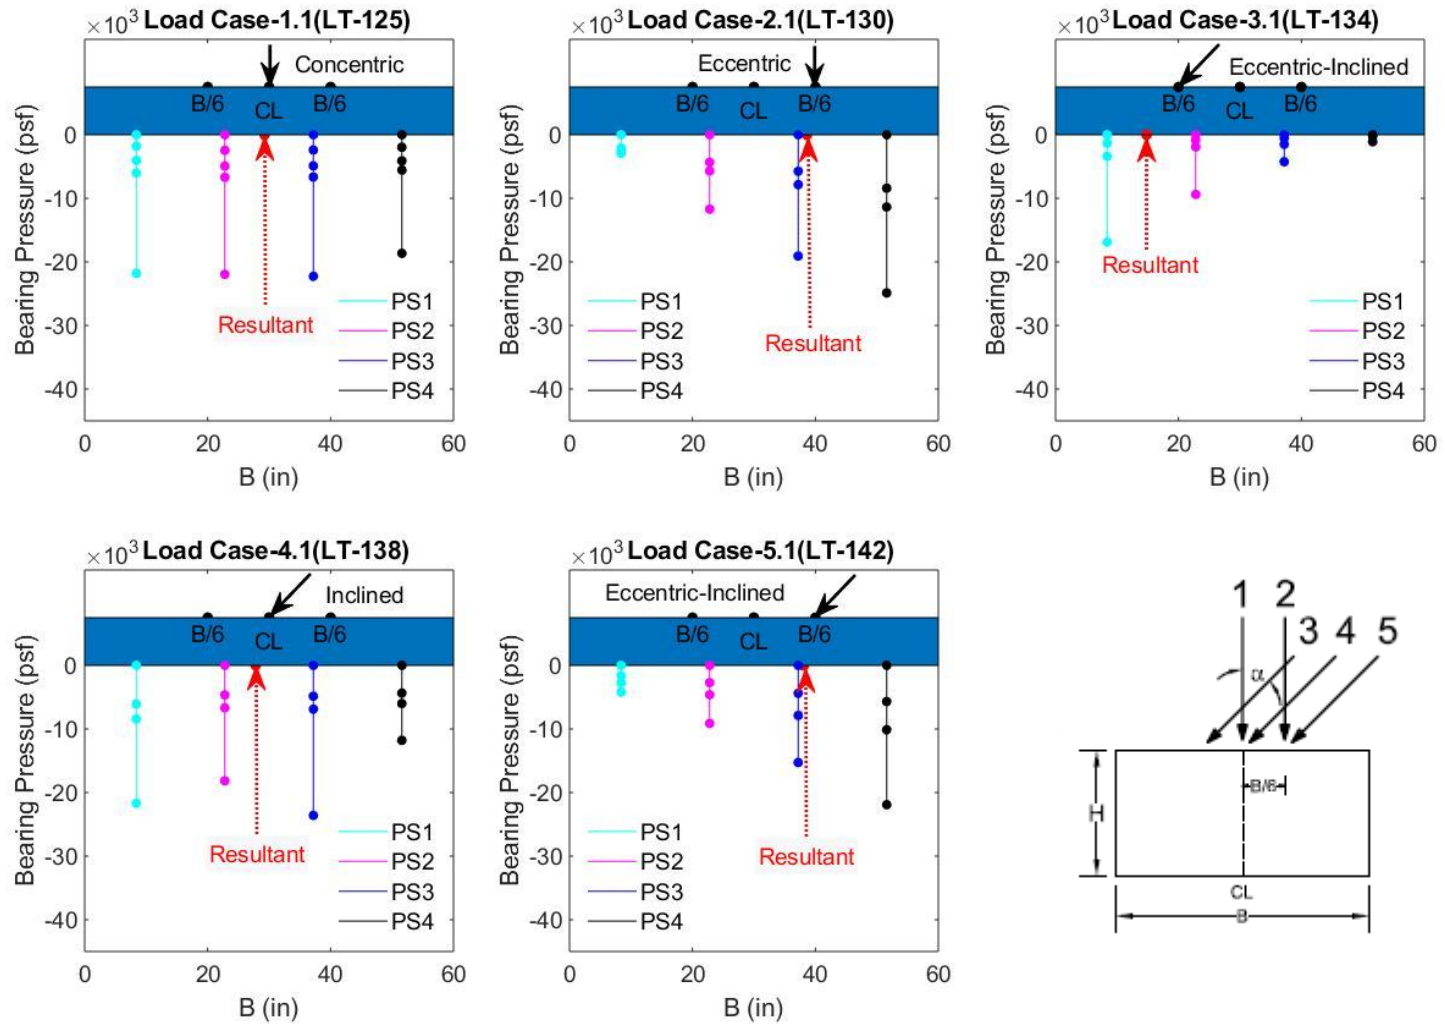 ×10³ Load Case-1.1(LT-125)
Concentric
B/6 CL B/6
0
-10
-20
-30
-40
Bearing Pressure (psf)
Resultant
PS1
PS2
PS3
PS4
0 20 40 60
B (in)
×10³ Load Case-2.1(LT-130)
Eccentric
B/6 CL B/6
0
-10
-20
-30
-40
Bearing Pressure (psf)
Resultant
PS1
PS2
PS3
PS4
0 20 40 60
B (in)
×10³ Load Case-3.1(LT-134)
Eccentric-Inclined
B/6 CL B/6
0
-10
-20
-30
-40
Bearing Pressure (psf)
Resultant
PS1
PS2
PS3
PS4
0 20 40 60
B (in)
×10³ Load Case-4.1(LT-138)
Inclined
B/6 CL B/6
0
-10
-20
-30
-40
Bearing Pressure (psf)
Resultant
PS1
PS2
PS3
PS4
0 20 40 60
B (in)
×10³ Load Case-5.1(LT-142)
Eccentric-Inclined
B/6 CL B/6
0
-10
-20
-30
-40
Bearing Pressure (psf)
Resultant
PS1
PS2
PS3
PS4
0 20 40 60
B (in)
1 2
3 4 5
α
B/6
H
CL
B